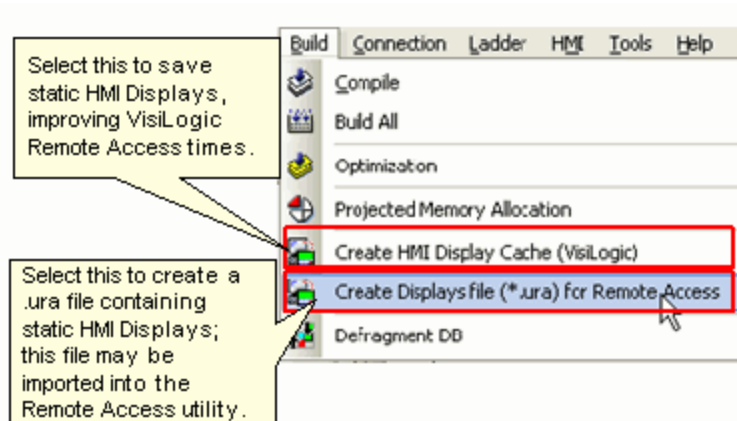 Build Connection Ladder HMI Tools Help
Select this to save
static HMI Displays,
improving VisiLogic
Remote Access times.
Compile
Build All
Optimization
Projected Memory Allocation
Create HMI Display Cache (VisiLogic)
Select this to create a
.ura file containing
static HMI Displays;
this file may be
imported into the
Remote Access utility.
Create Displays file (*.ura) for Remote Access
Defragment DB